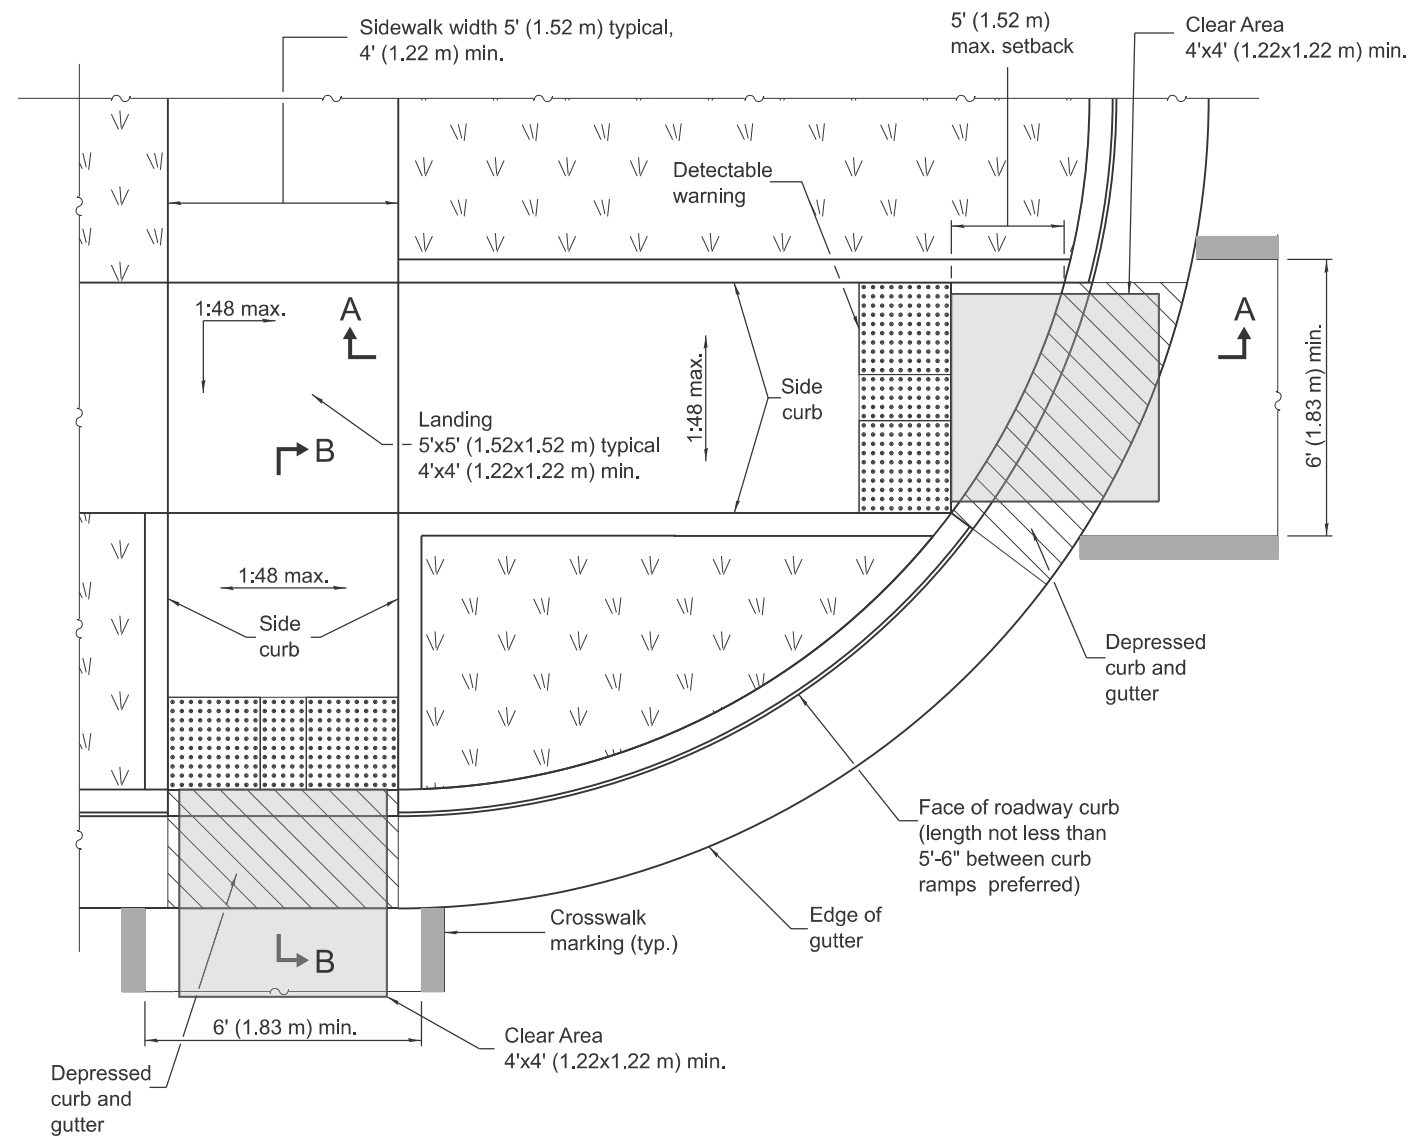 Sidewalk width 5' (1.52 m) typical,
4' (1.22 m) min.
5' (1.52 m)
max. setback
Clear Area
4'x4' (1.22x1.22 m) min.
Detectable
warning
1:48 max.
A
A
1:48 max.
Side
curb
6' (1.83 m) min.
Landing
5'x5' (1.52x1.52 m) typical
4'x4' (1.22x1.22 m) min.
B
1:48 max.
Side
curb
Depressed
curb and
gutter
Face of roadway curb
(length not less than
5'-6" between curb
ramps preferred)
Edge of
gutter
Crosswalk
marking (typ.)
B
6' (1.83 m) min.
Clear Area
4'x4' (1.22x1.22 m) min.
Depressed
curb and
gutter